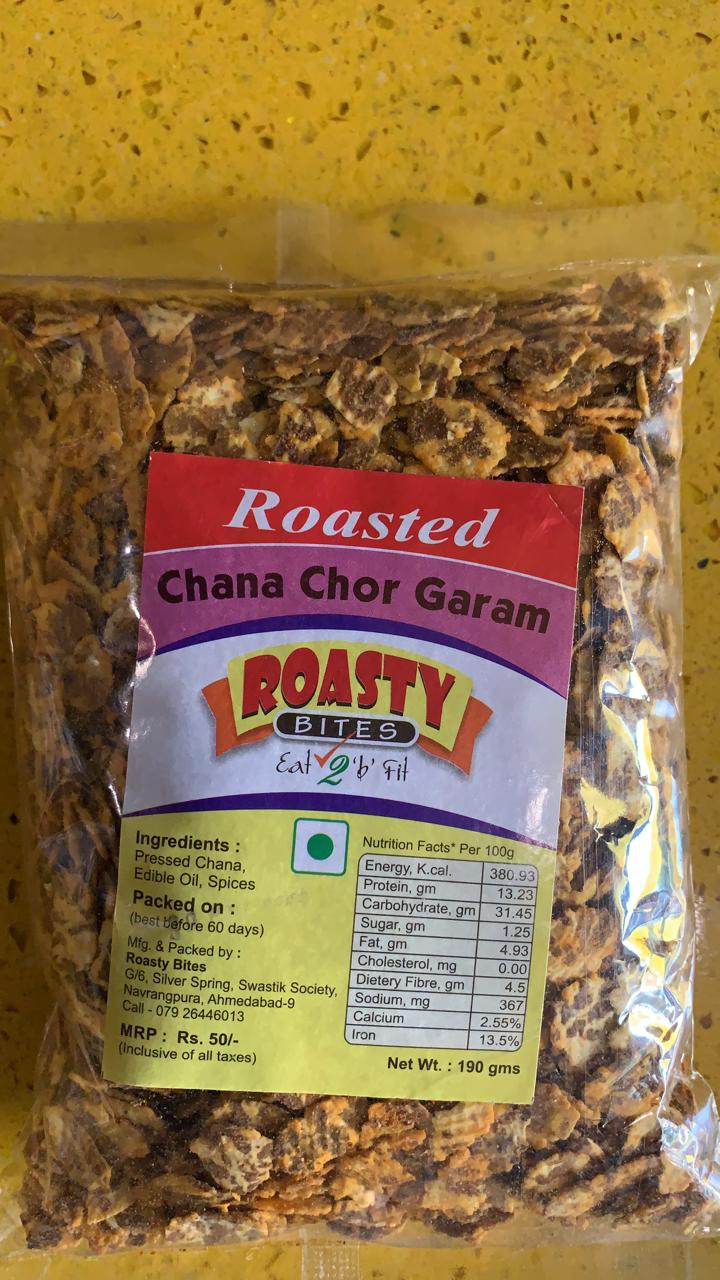 Roasted
Chana Chor Garam
ROASTY
BITES
Eat 2 'b' Fit
Ingredients :
Pressed Chana,
Edible Oil, Spices
Packed on :
(best before 60 days)
Mfg. & Packed by :
Roasty Bites
G/6, Silver Spring, Swastik Society,
Navrangpura, Ahmedabad-9
Call - 079 26446013
MRP : Rs. 50/-
(Inclusive of all taxes)
Nutrition Facts* Per 100g
Energy, K.cal. 380.93
Protein, gm 13.23
Carbohydrate, gm 31.45
Sugar, gm 1.25
Fat, gm 4.93
Cholesterol, mg 0.00
Dietery Fibre, gm 4.5
Sodium, mg 367
Calcium 2.55%
Iron 13.5%
Net Wt. : 190 gms